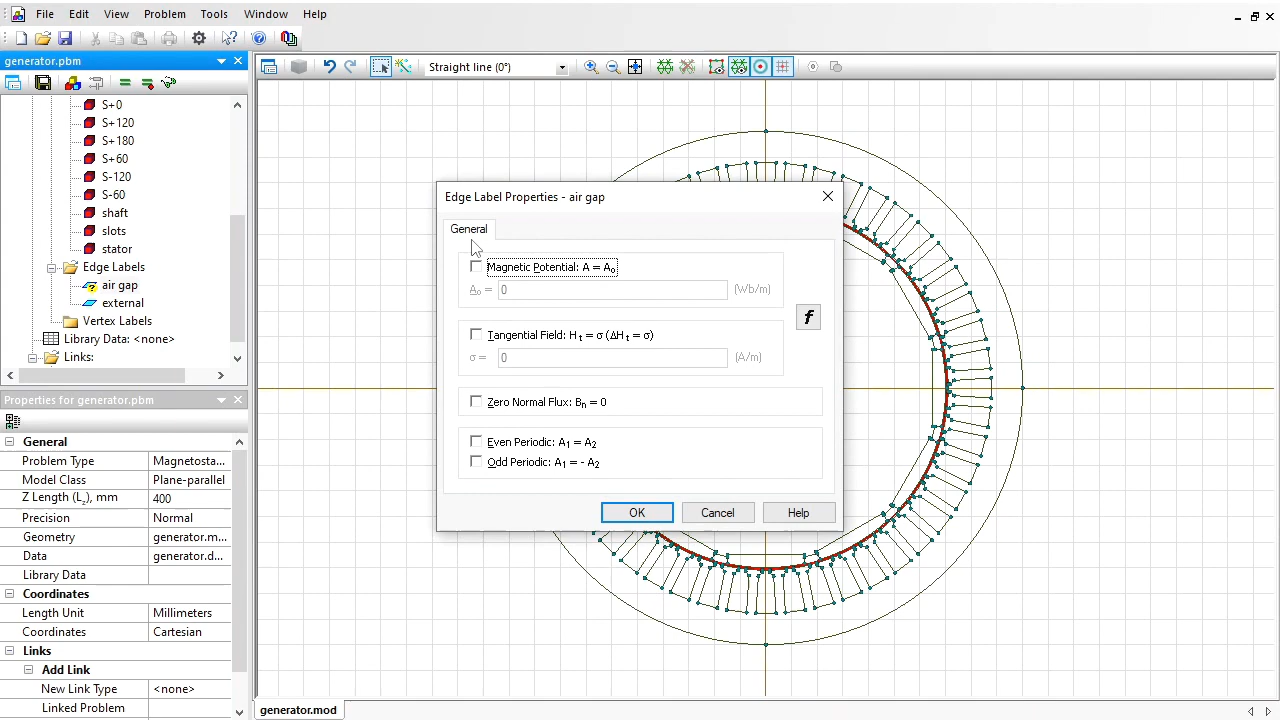 File Edit View Problem Tools Window Help
generator.pbm
Straight line (0°)
S+0
S+120
S+180
S+60
S-120
S-60
shaft
slots
stator
Edge Labels
air gap
external
Vertex Labels
Library Data: <none>
Links:
Properties for generator.pbm
General
Problem Type Magnetosta...
Model Class Plane-parallel
Z Length (Lz), mm 400
Precision Normal
Geometry generator.m...
Data generator.d...
Library Data
Coordinates
Length Unit Millimeters
Coordinates Cartesian
Links
Add Link
New Link Type <none>
Linked Problem
Edge Label Properties - air gap
General
Magnetic Potential: A = A₀
A₀ = 0 (Wb/m)
f
Tangential Field: Hₜ = σ (ΔHₜ = σ)
σ = 0 (A/m)
Zero Normal Flux: Bₙ = 0
Even Periodic: A₁ = A₂
Odd Periodic: A₁ = - A₂
OK Cancel Help
generator.mod